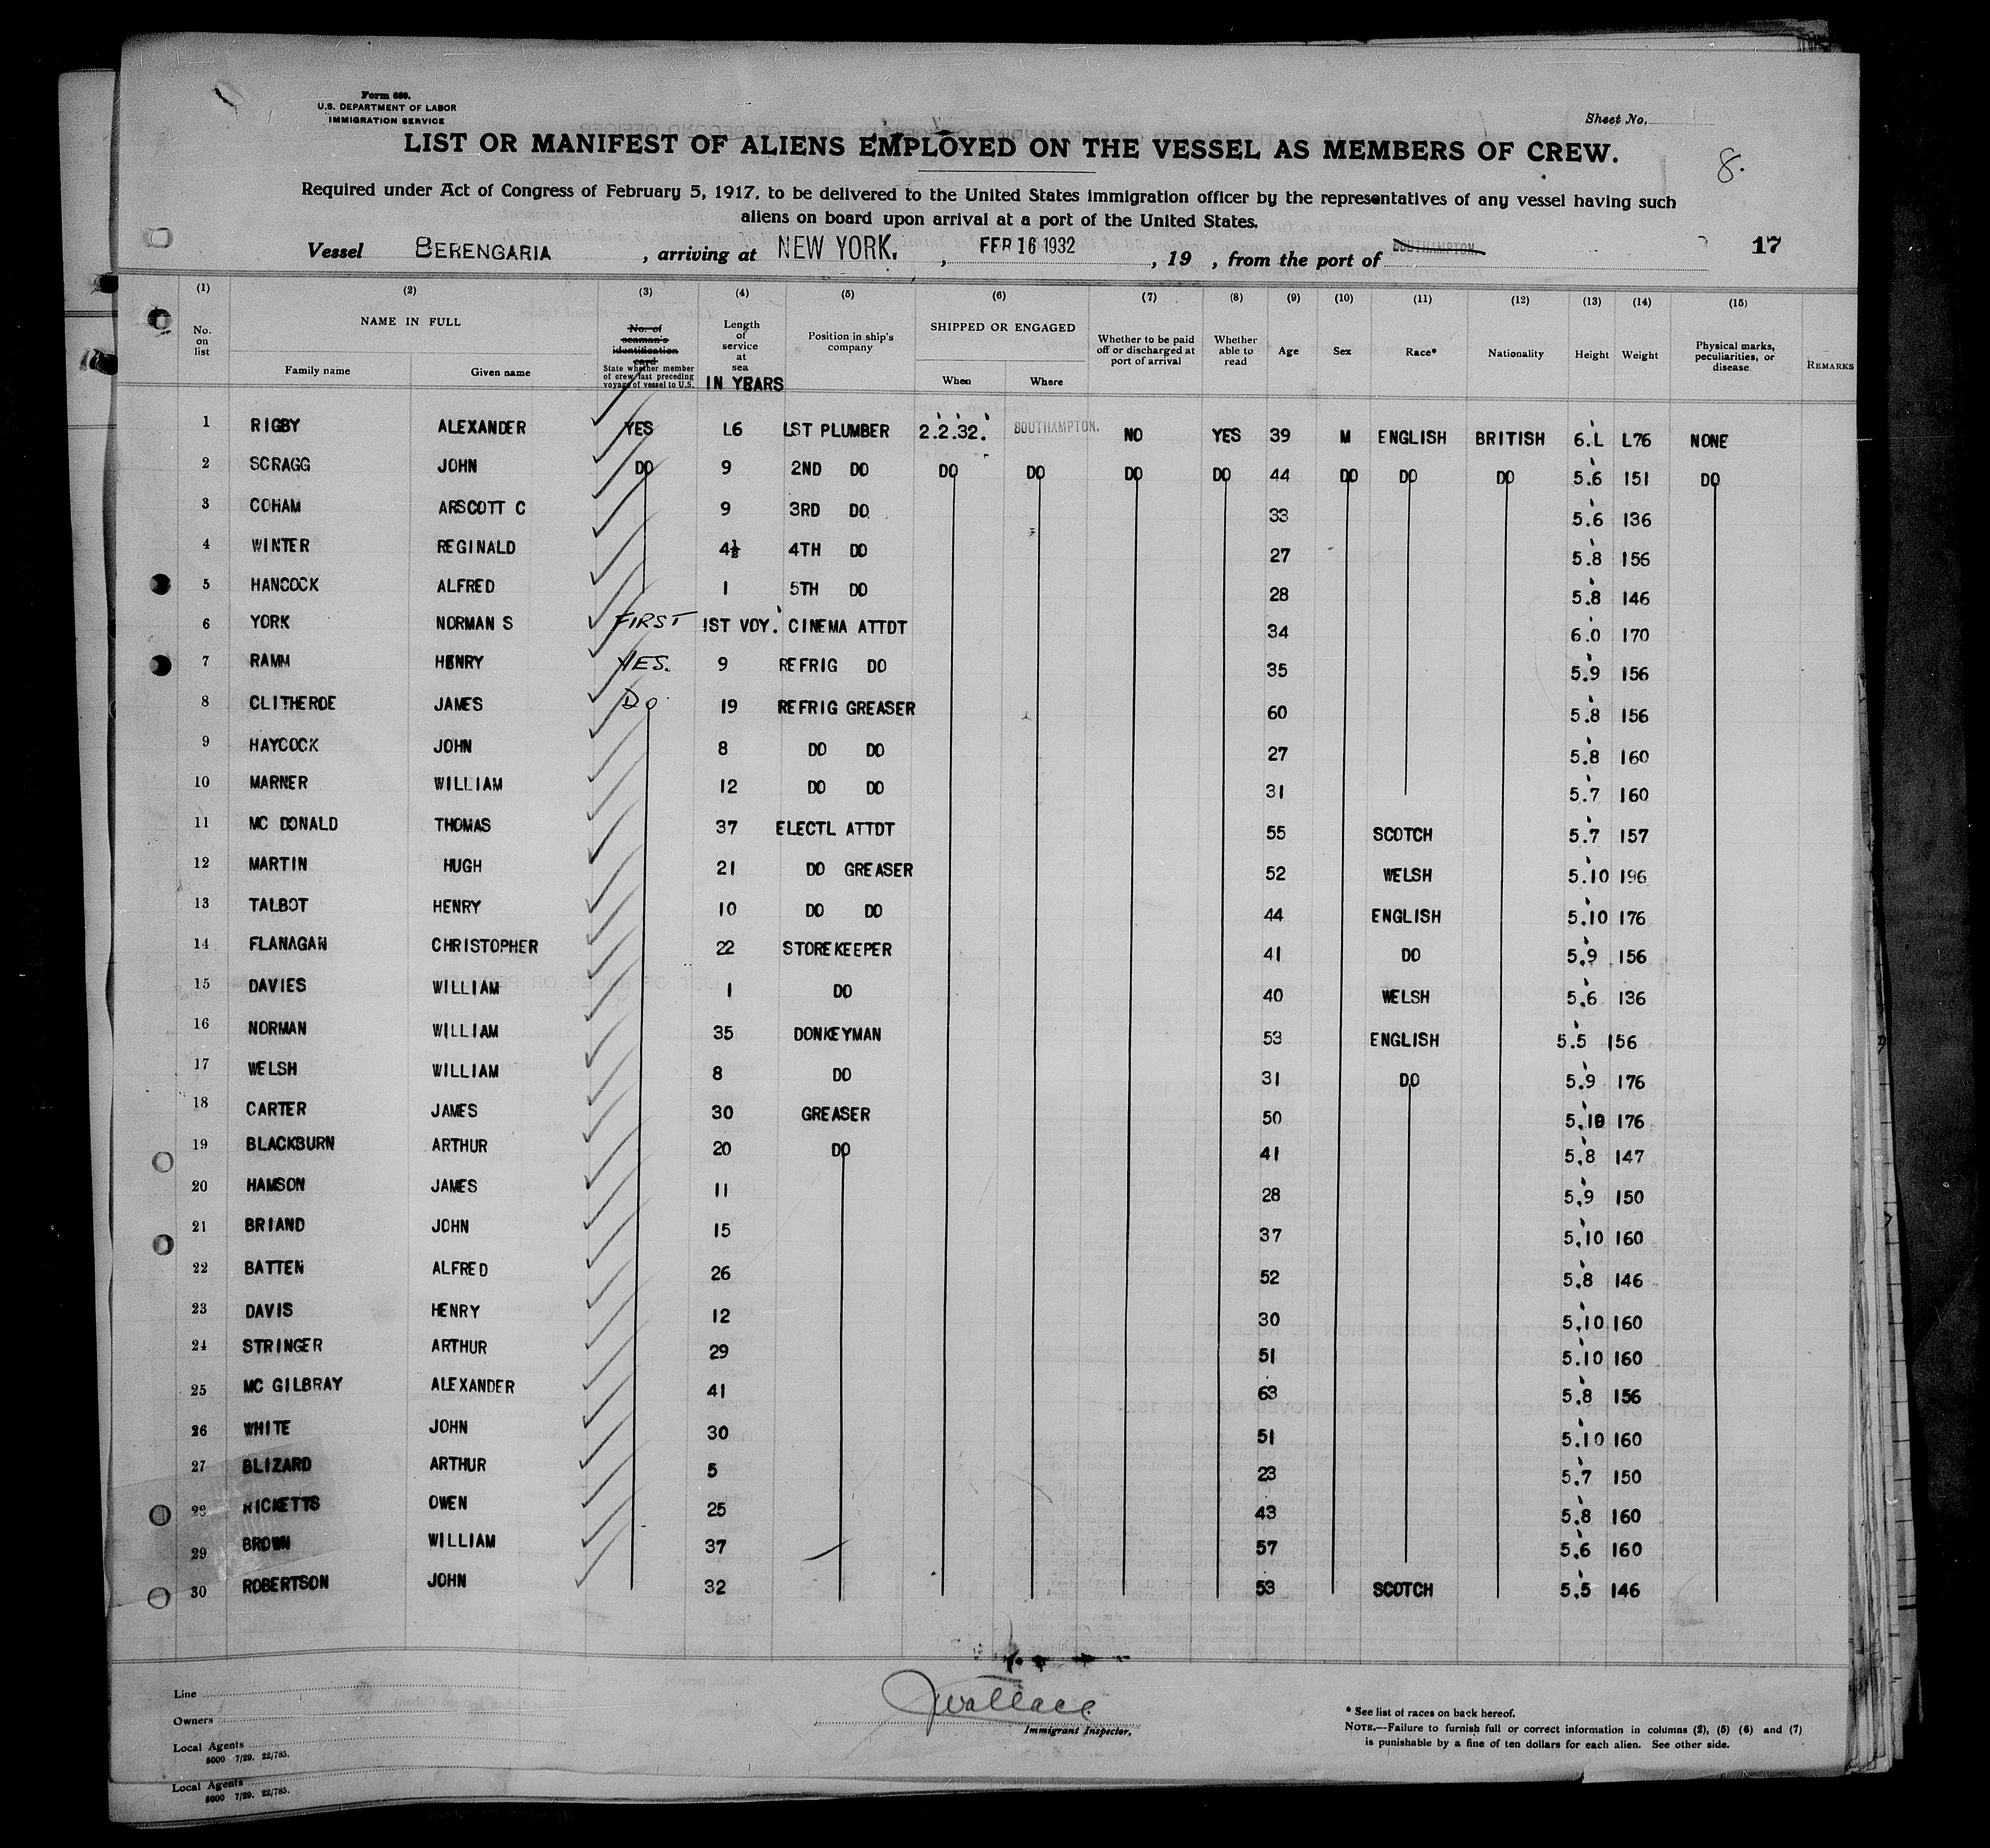 Form 680.
U.S. DEPARTMENT OF LABOR
IMMIGRATION SERVICE
Sheet No.
LIST OR MANIFEST OF ALIENS EMPLOYED ON THE VESSEL AS MEMBERS OF CREW.
8.
Required under Act of Congress of February 5, 1917, to be delivered to the United States immigration officer by the representatives of any vessel having such
aliens on board upon arrival at a port of the United States.
Vessel BERENGARIA, arriving at NEW YORK., FEB 16 1932, 19 , from the port of SOUTHAMPTON. 17
(1) (2) (3) (4) (5) (6) (7) (8) (9) (10) (11) (12) (13) (14) (15)
No. on list NAME IN FULL Family name Given name No. of seaman's identification card State whether member of crew last preceding voyage of vessel to U.S. Length of service at sea IN YEARS Position in ship's company SHIPPED OR ENGAGED When Where Whether to be paid off or discharged at port of arrival Whether able to read Age Sex Race* Nationality Height Weight Physical marks, peculiarities, or disease REMARKS
1 RIGBY ALEXANDER YES L6 LST PLUMBER 2.2.32. SOUTHAMPTON. NO YES 39 M ENGLISH BRITISH 6.L L76 NONE
2 SCRAGG JOHN DO 9 2ND DO DO DO DO DO 44 DO DO DO 5.6 151 DO
3 COHAM ARSCOTT C 9 3RD DO 33 5.6 136
4 WINTER REGINALD 4½ 4TH DO 27 5.8 156
5 HANCOCK ALFRED 1 5TH DO 28 5.8 146
6 YORK NORMAN S FIRST 1ST VOY. CINEMA ATTDT 34 6.0 170
7 RAMM HENRY YES. 9 REFRIG DO 35 5.9 156
8 CLITHEROE JAMES DO 19 REFRIG GREASER 60 5.8 156
9 HAYCOCK JOHN 8 DO DO 27 5.8 160
10 MARNER WILLIAM 12 DO DO 31 5.7 160
11 MC DONALD THOMAS 37 ELECTL ATTDT 55 SCOTCH 5.7 157
12 MARTIN HUGH 21 DO GREASER 52 WELSH 5.10 196
13 TALBOT HENRY 10 DO DO 44 ENGLISH 5.10 176
14 FLANAGAN CHRISTOPHER 22 STOREKEEPER 41 DO 5.9 156
15 DAVIES WILLIAM 1 DO 40 WELSH 5.6 136
16 NORMAN WILLIAM 35 DONKEYMAN 53 ENGLISH 5.5 156
17 WELSH WILLIAM 8 DO 31 DO 5.9 176
18 CARTER JAMES 30 GREASER 50 5.10 176
19 BLACKBURN ARTHUR 20 DO 41 5.8 147
20 HAMSON JAMES 11 28 5.9 150
21 BRIAND JOHN 15 37 5.10 160
22 BATTEN ALFRED 26 52 5.8 146
23 DAVIS HENRY 12 30 5.10 160
24 STRINGER ARTHUR 29 51 5.10 160
25 MC GILBRAY ALEXANDER 41 63 5.8 156
26 WHITE JOHN 30 51 5.10 160
27 BLIZARD ARTHUR 5 23 5.7 150
28 RICKETTS OWEN 25 43 5.8 160
29 BROWN WILLIAM 37 57 5.6 160
30 ROBERTSON JOHN 32 53 SCOTCH 5.5 146
Line
Owners
Local Agents
5000 7/29. 22/785.
Local Agents
5000 7/29. 22/785.
JWallace
Immigrant Inspector.
* See list of races on back hereof.
NOTE.—Failure to furnish full or correct information in columns (2), (5) (6) and (7)
is punishable by a fine of ten dollars for each alien. See other side.